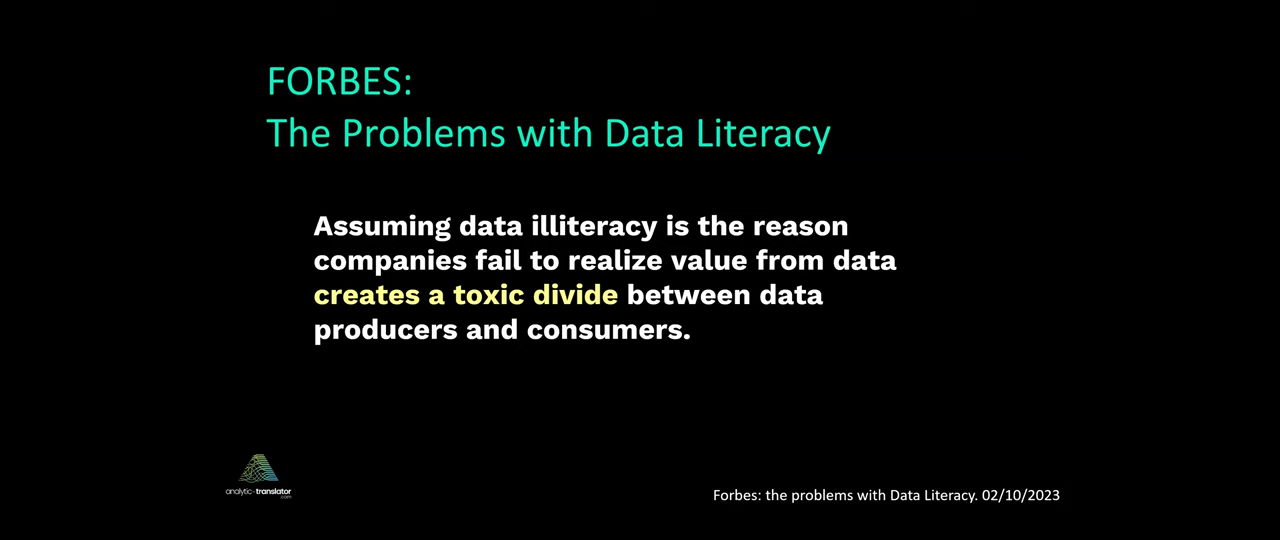 FORBES:
The Problems with Data Literacy
Assuming data illiteracy is the reason
companies fail to realize value from data
creates a toxic divide between data
producers and consumers.
analytic-translator
.com
Forbes: the problems with Data Literacy. 02/10/2023